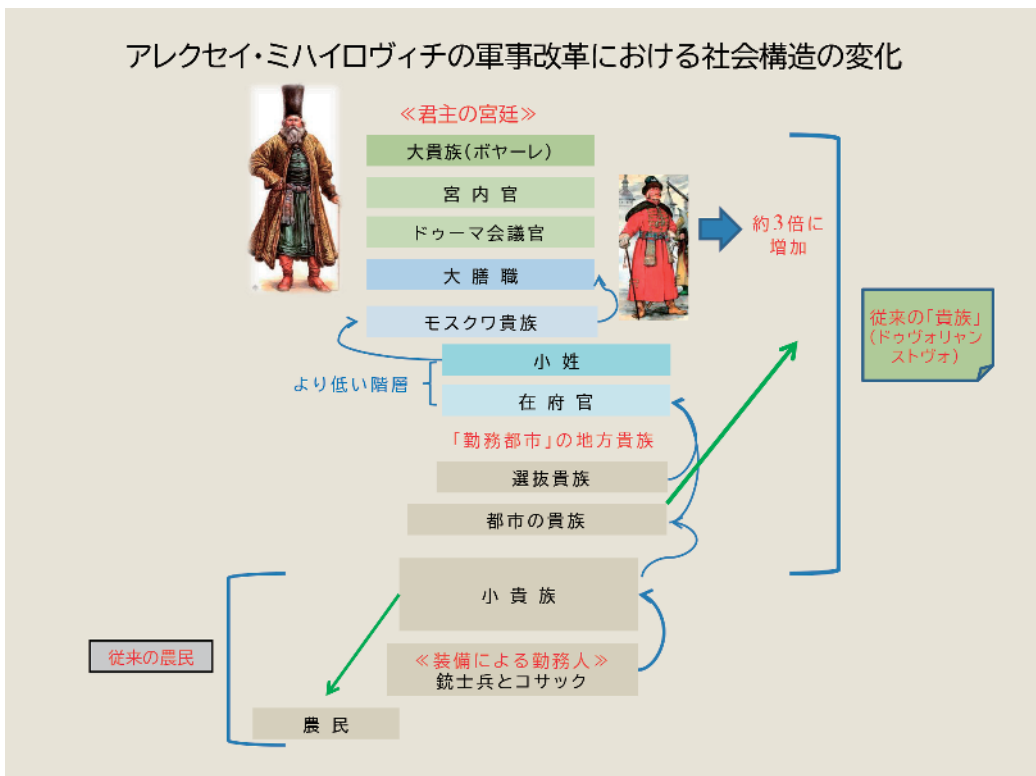 アレクセイ・ミハイロヴィチの軍事改革における社会構造の変化
≪君主の宮廷≫
大貴族(ボヤーレ)
宮内官
ドゥーマ会議官
大膳職
モスクワ貴族
約3倍に
増加
従来の「貴族」
(ドゥヴォリャン
ストヴォ)
小姓
より低い階層
在府官
「勤務都市」の地方貴族
選抜貴族
都市の貴族
小貴族
従来の農民
≪装備による勤務人≫
銃士兵とコサック
農民